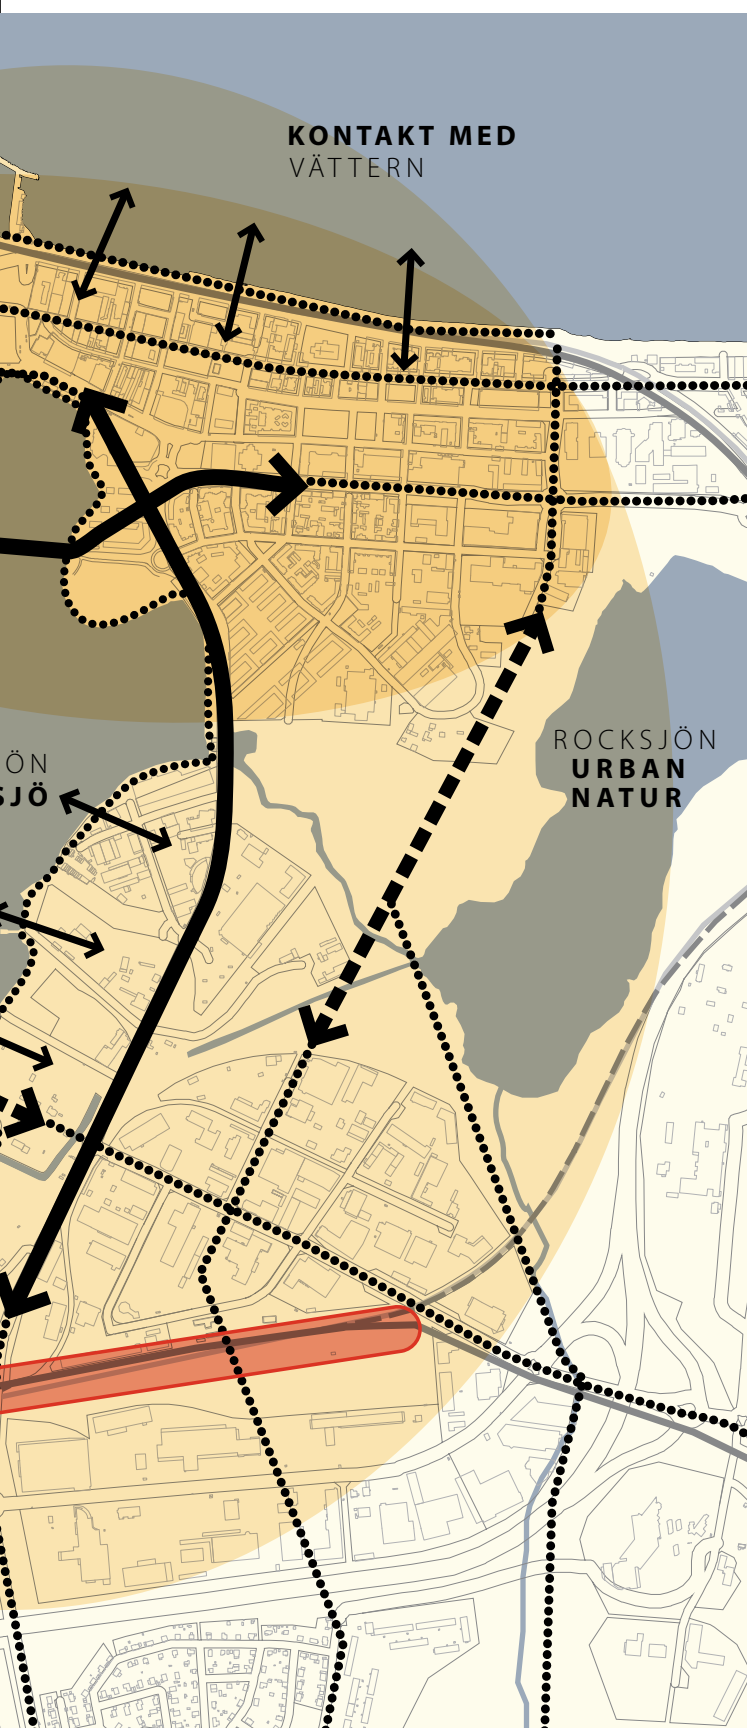 KONTAKT MED
VÄTTERN
ROCKSJÖN
URBAN
NATUR
ÖN
SJÖ